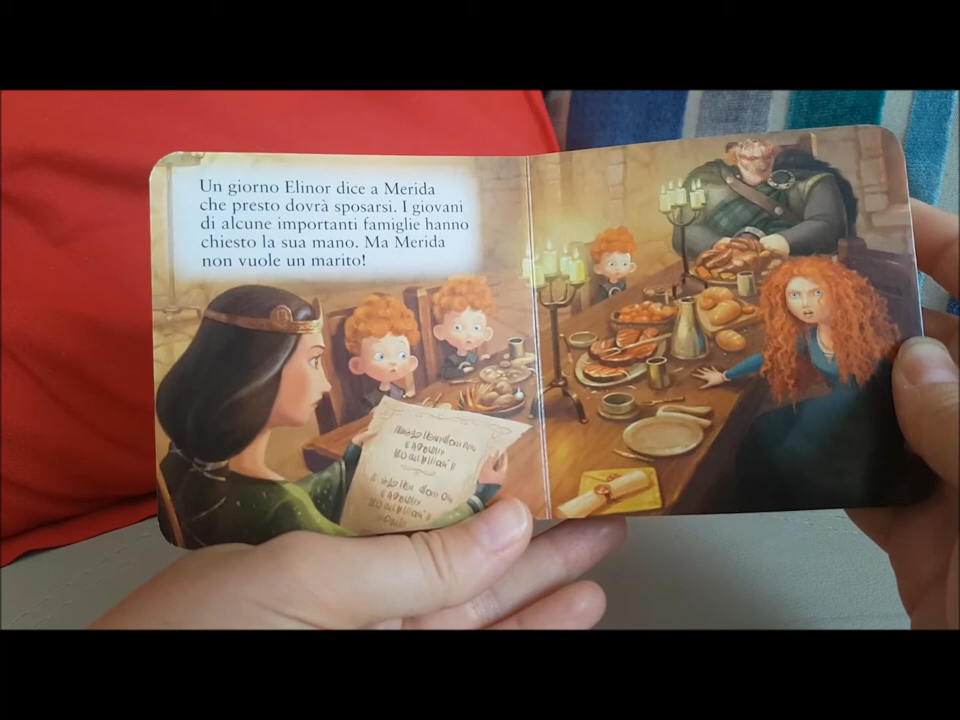 Un giorno Elinor dice a Merida
che presto dovrà sposarsi. I giovani
di alcune importanti famiglie hanno
chiesto la sua mano. Ma Merida
non vuole un marito!